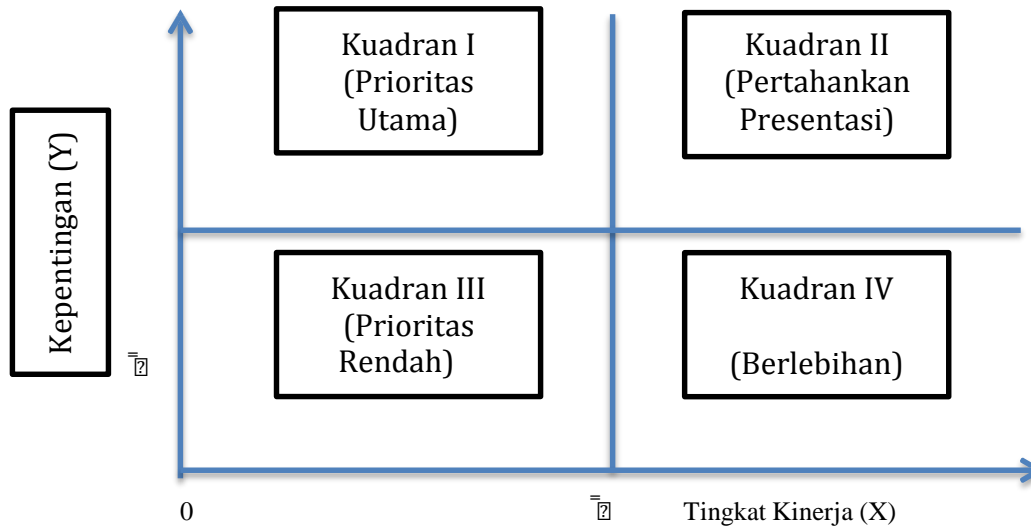 Kuadran I
(Prioritas
Utama)
Kuadran II
(Pertahankan
Presentasi)
Kepentingan (Y)
Kuadran III
(Prioritas
Rendah)
Kuadran IV
(Berlebihan)
0
Tingkat Kinerja (X)